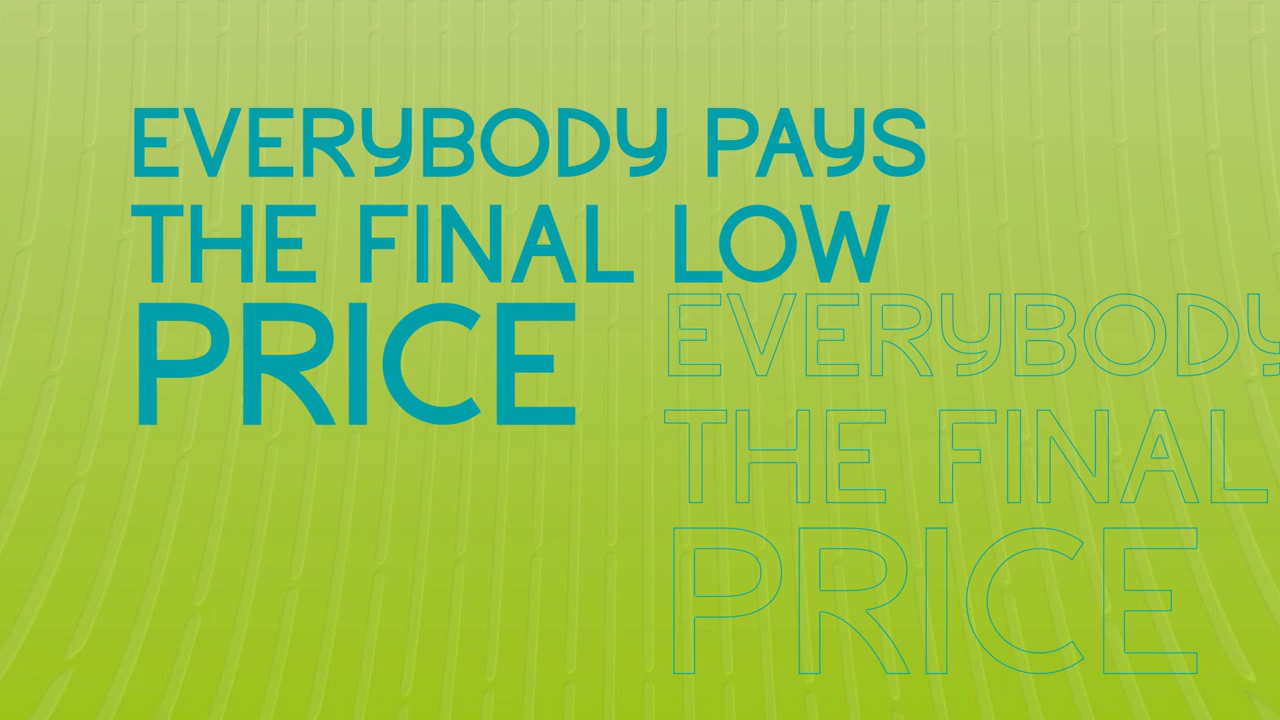 EVERYBODY PAYS
THE FINAL LOW
PRICE
EVERYBODY
THE FINAL
PRICE